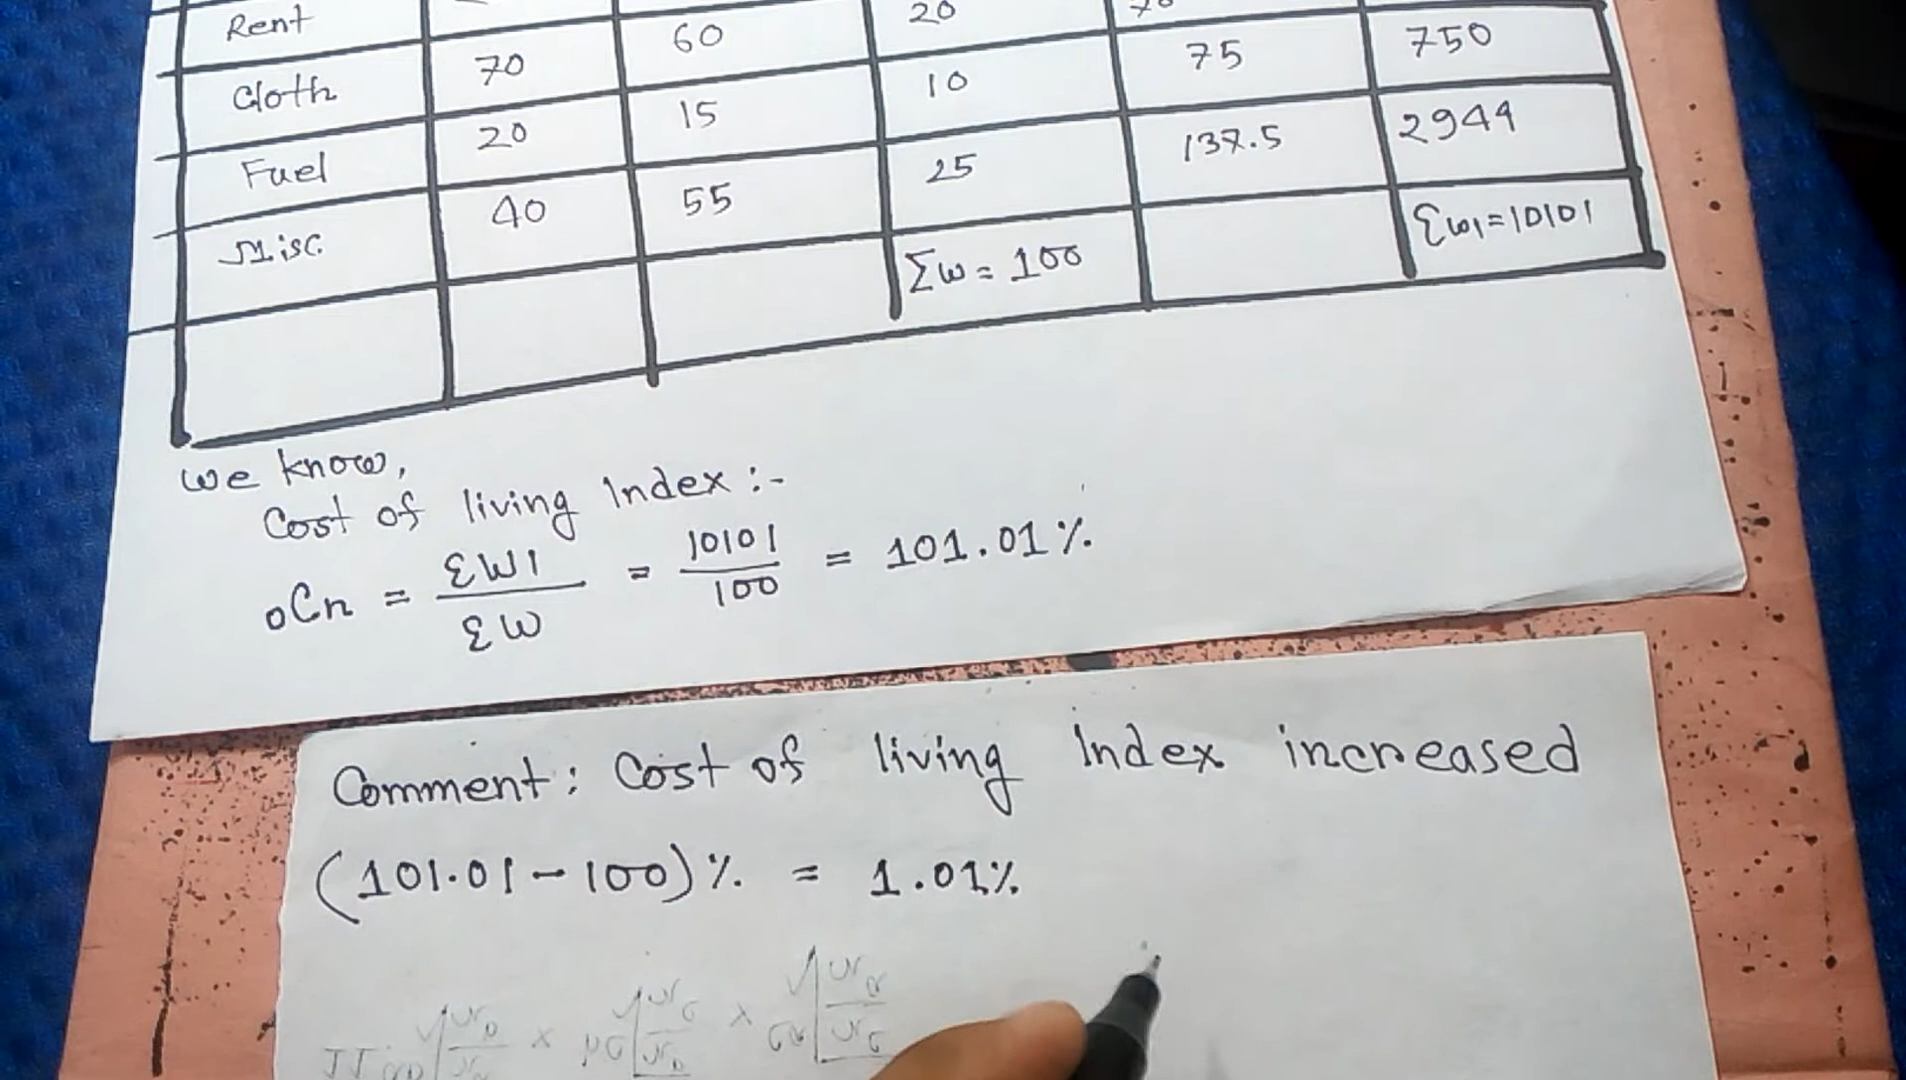 Rent 20
Cloth 70 60 10 75 750
Fuel 20 15 25 137.5 2944
Misc. 40 55 Σw = 100 ΣWI=10101
We know,
Cost of living Index :-
oCn = ΣWI / ΣW = 10101 / 100 = 101.01%
Comment: Cost of living Index increased
(101.01-100)% = 1.01%